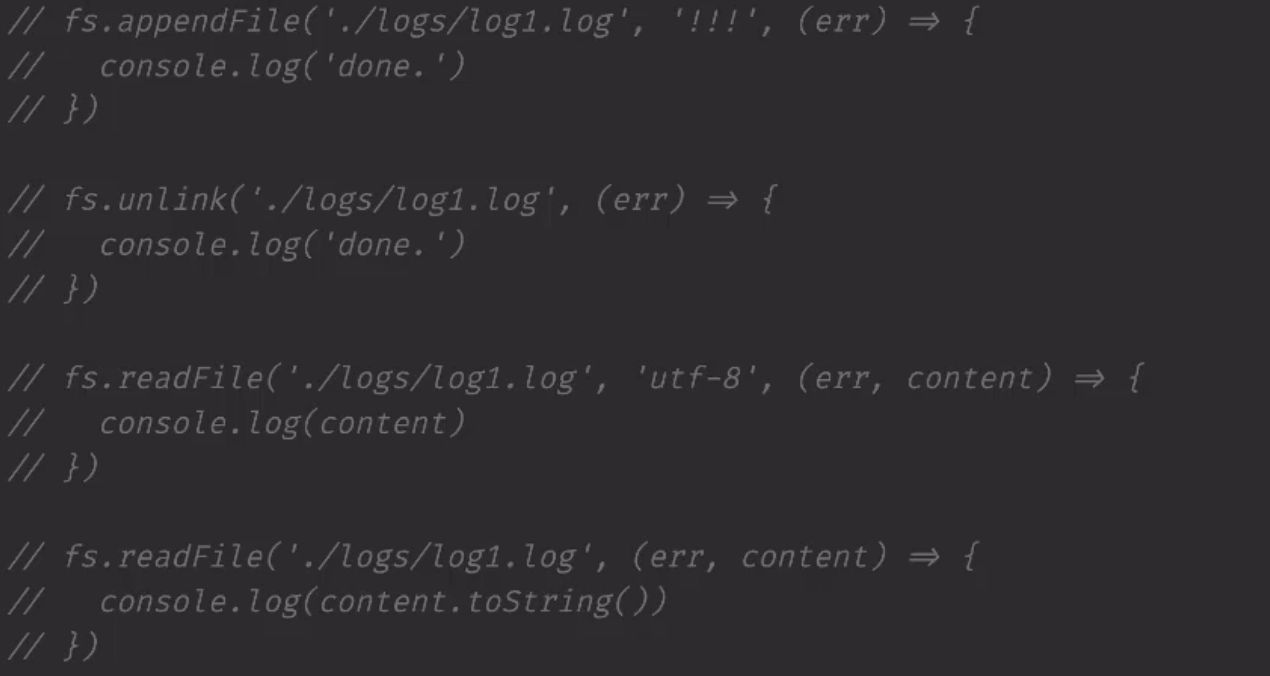 // fs.appendFile('./logs/log1.log', '!!!', (err) => {
//   console.log('done.')
// })

// fs.unlink('./logs/log1.log', (err) => {
//   console.log('done.')
// })

// fs.readFile('./logs/log1.log', 'utf-8', (err, content) => {
//   console.log(content)
// })

// fs.readFile('./logs/log1.log', (err, content) => {
//   console.log(content.toString())
// })